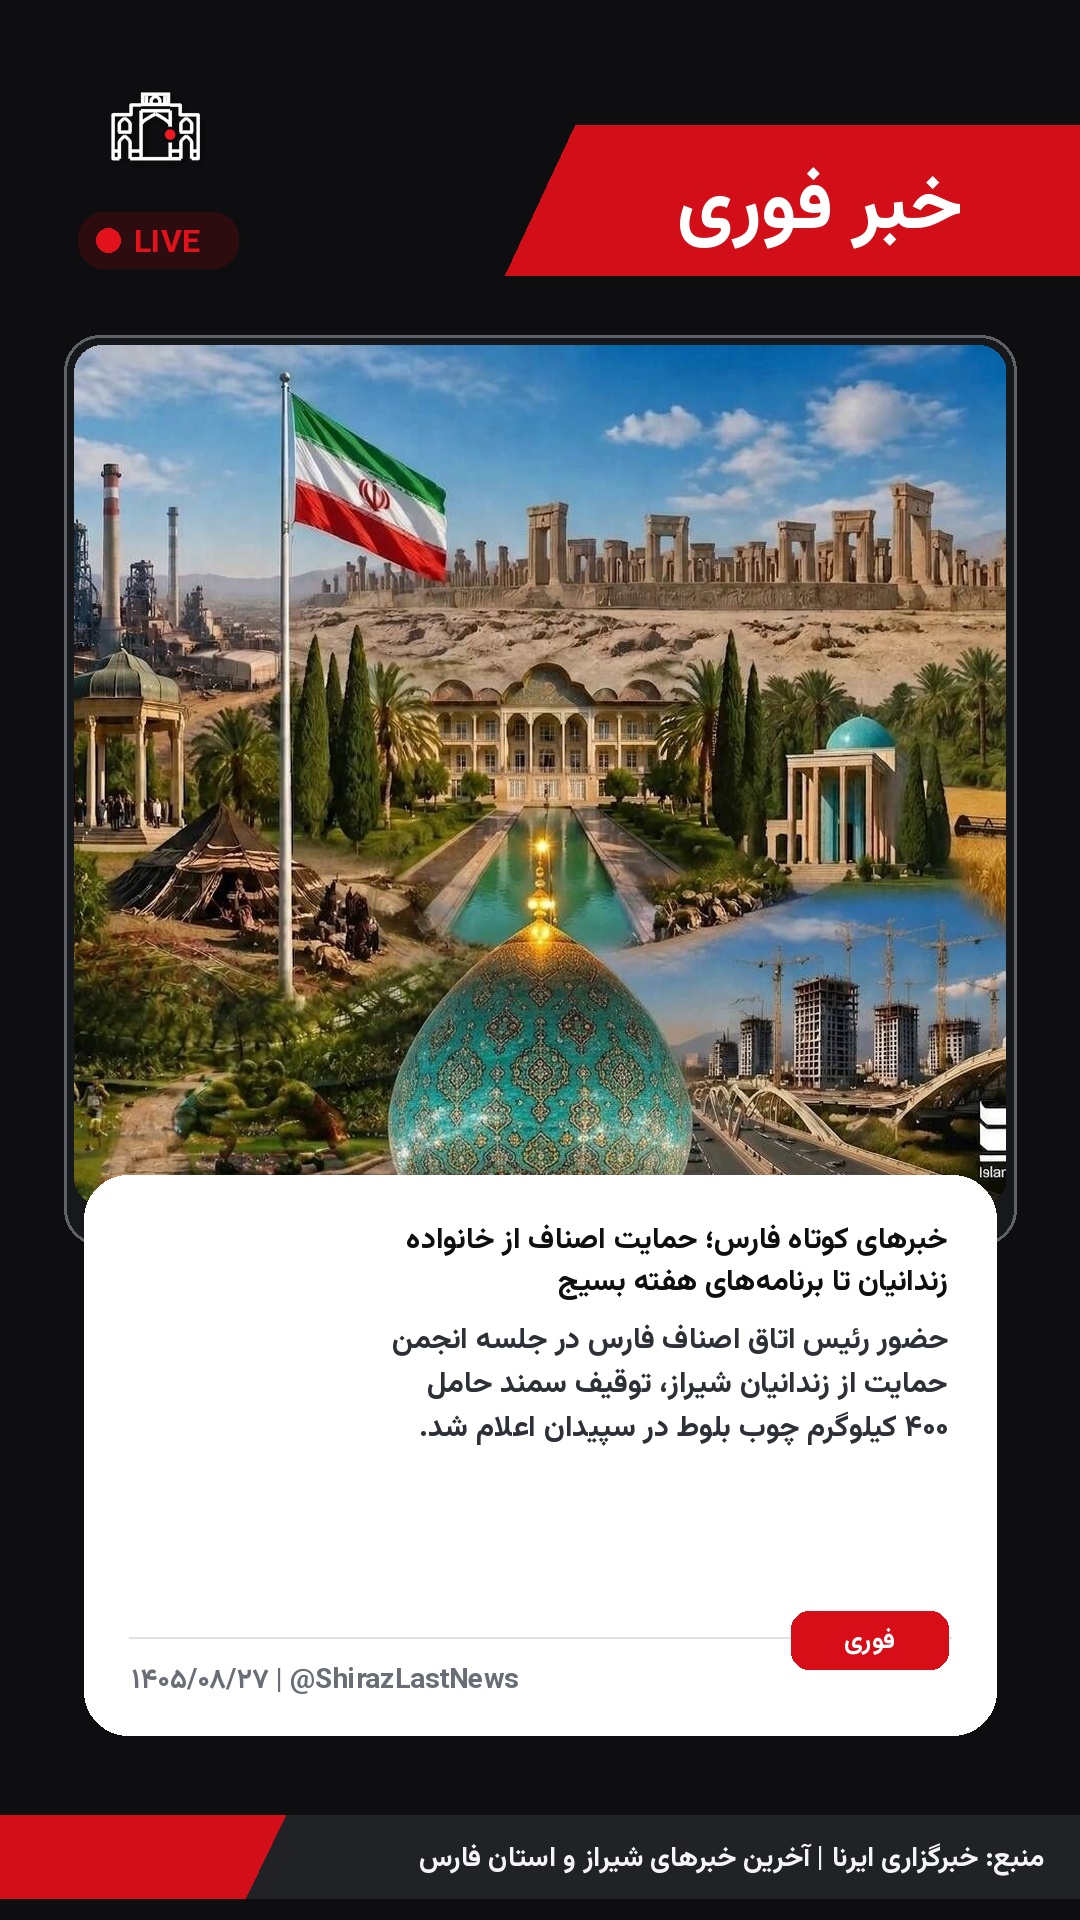 LIVE
خبر فوری
Islar
خبرهای کوتاه فارس؛ حمایت اصناف از خانواده
زندانیان تا برنامه‌های هفته بسیج
حضور رئیس اتاق اصناف فارس در جلسه انجمن
حمایت از زندانیان شیراز، توقیف سمند حامل
۴۰۰ کیلوگرم چوب بلوط در سپیدان اعلام شد.
فوری
۱۴۰۵/۰۸/۲۷ | @ShirazLastNews
منبع: خبرگزاری ایرنا | آخرین خبرهای شیراز و استان فارس